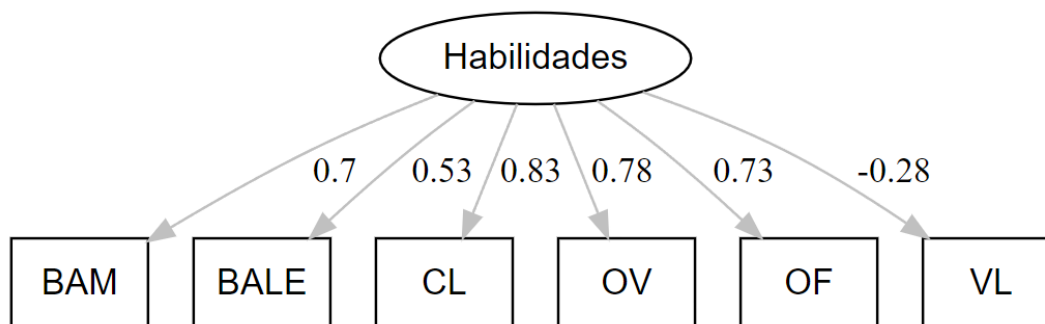 Habilidades
0.7 0.53 0.83 0.78 0.73 -0.28
BAM BALE CL OV OF VL